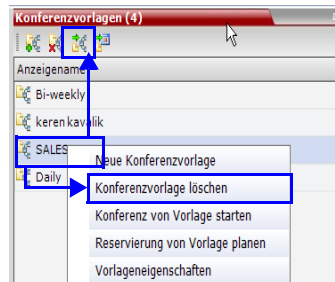 Konferenzvorlagen (4)
Anzeigename
Bi-weekly
keren kavalik
SALES
Daily
Neue Konferenzvorlage
Konferenzvorlage löschen
Konferenz von Vorlage starten
Reservierung von Vorlage planen
Vorlageneigenschaften